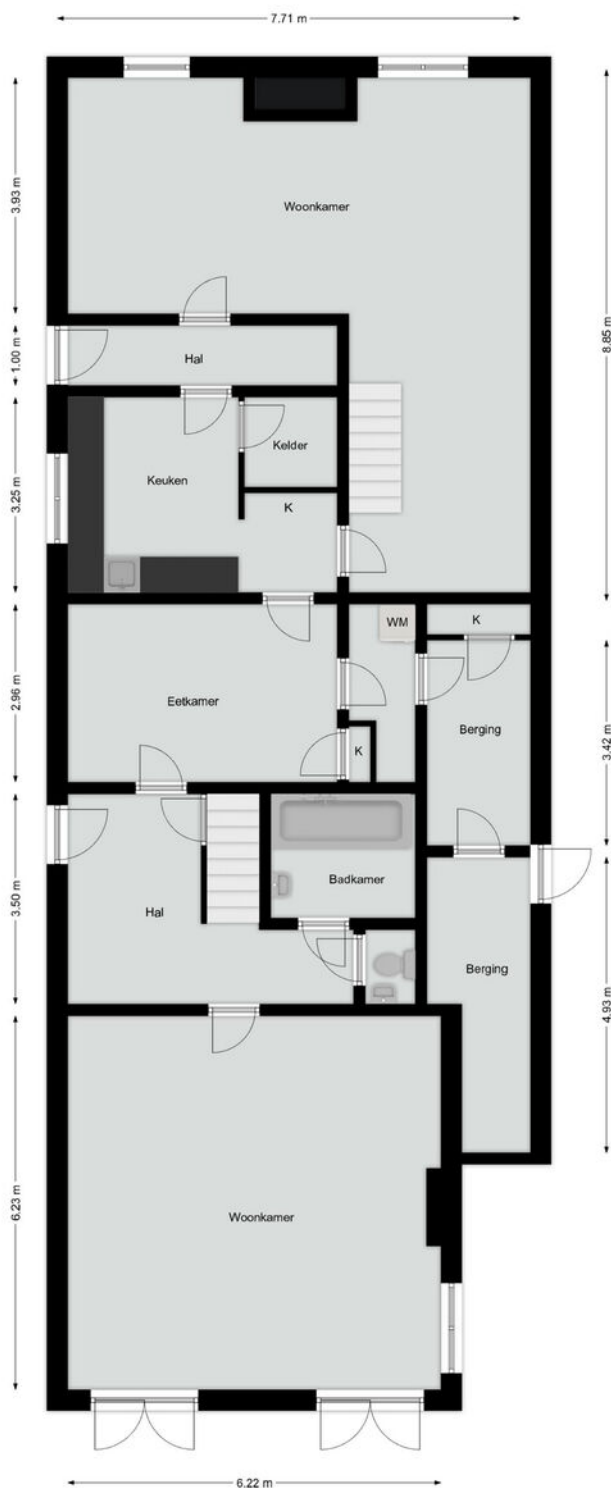 7.71 m
Woonkamer
3.93 m
8.85 m
1.00 m
Hal
Kelder
Keuken
3.25 m
K
WM
K
Eetkamer
2.96 m
Berging
3.42 m
K
Badkamer
Hal
3.50 m
Berging
4.93 m
Woonkamer
6.23 m
6.22 m